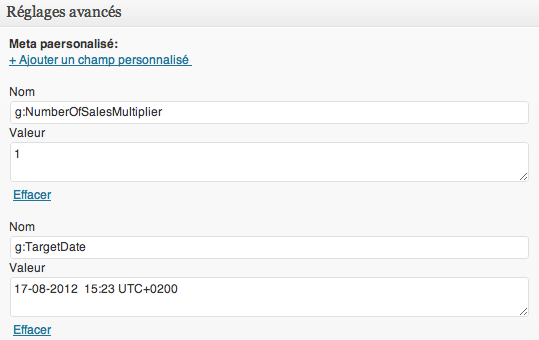 Réglages avancés
Meta paersonalisé:
+ Ajouter un champ personnalisé
Nom
g:NumberOfSalesMultiplier
Valeur
1
Effacer
Nom
g:TargetDate
Valeur
17-08-2012  15:23 UTC+0200
Effacer